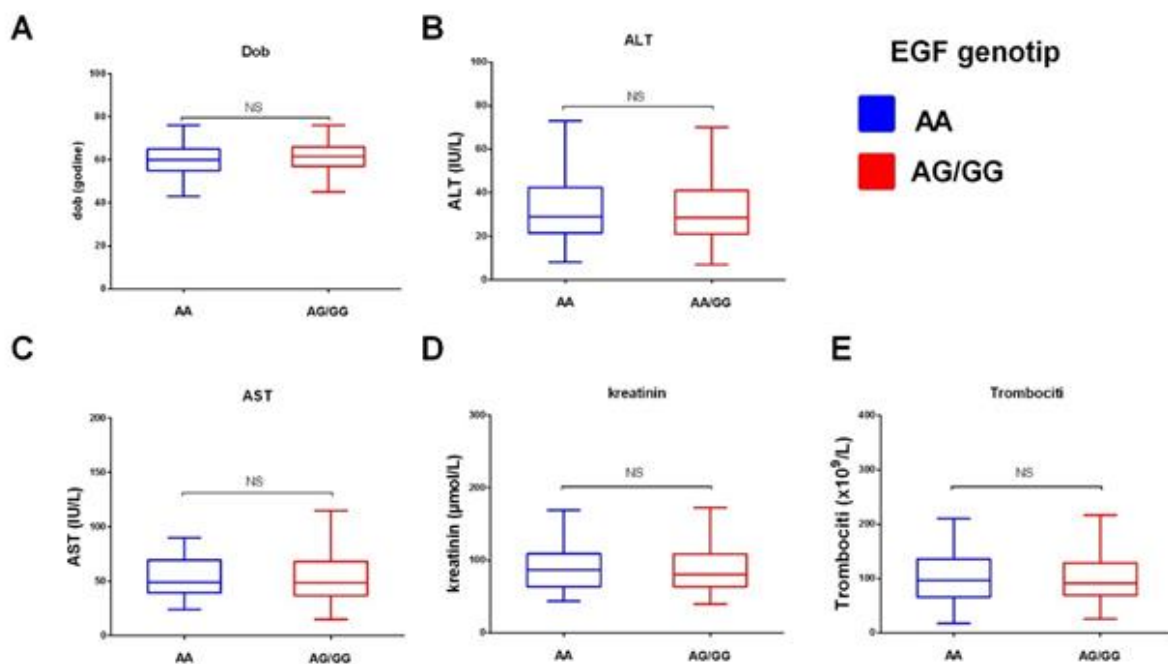 A
Dob
dob (godine)
100
80
60
40
20
0
NS
AA
AG/GG
B
ALT
ALT (IU/L)
100
80
60
40
20
0
NS
AA
AA/GG
EGF genotip
AA
AG/GG
C
AST
AST (IU/L)
200
150
100
50
0
NS
AA
AG/GG
D
kreatinin
kreatinin (µmol/L)
300
200
100
0
NS
AA
AG/GG
E
Trombociti
Trombociti (x10⁹/L)
400
300
200
100
0
NS
AA
AG/GG